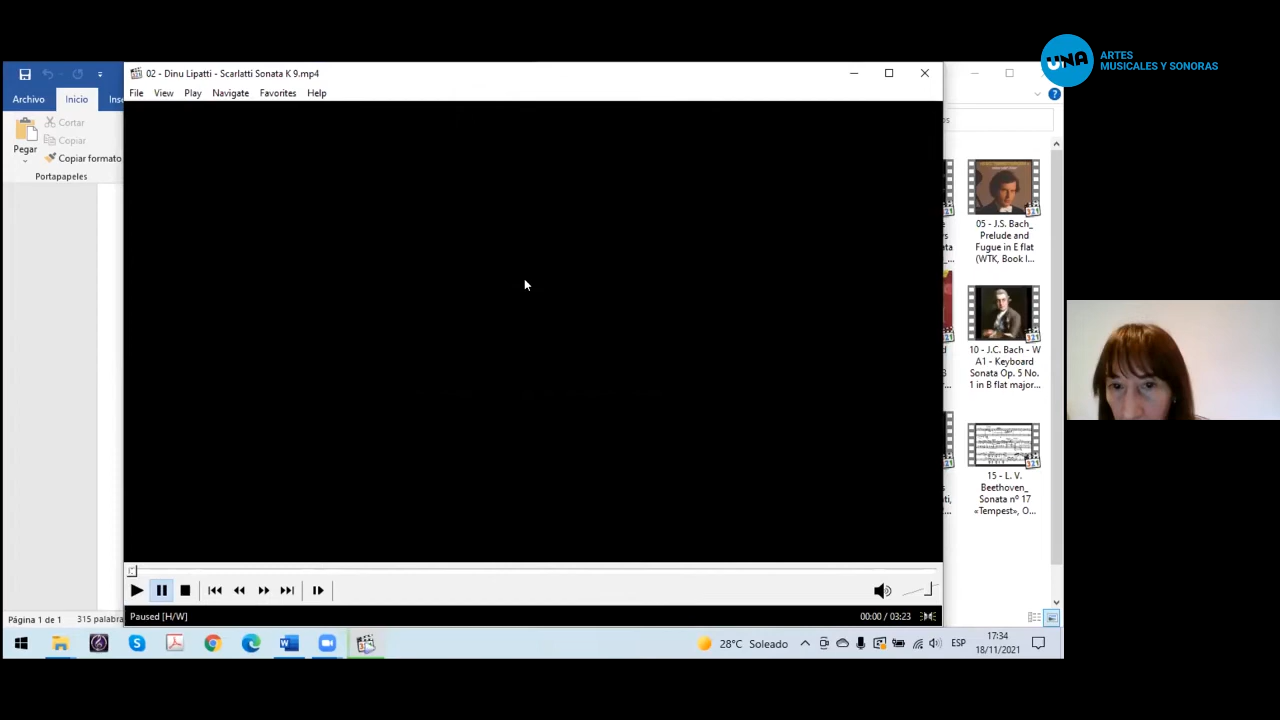 UNA
ARTES
MUSICALES Y SONORAS
02 - Dinu Lipatti - Scarlatti Sonata K 9.mp4
Archivo
Inicio
Inse
File
View
Play
Navigate
Favorites
Help
Pegar
Cortar
Copiar
Copiar formato
Portapapeles
05 - J.S. Bach_
Prelude and
Fugue in E flat
(WTK, Book I...
10 - J.C. Bach - W
A1 - Keyboard
Sonata Op. 5 No.
1 in B flat major...
15 - L. V.
Beethoven_
Sonata nº 17
«Tempest», O...
Paused [H/W]
00:00 / 03:23
Página 1 de 1
315 palabra
28°C Soleado
ESP
17:34
18/11/2021